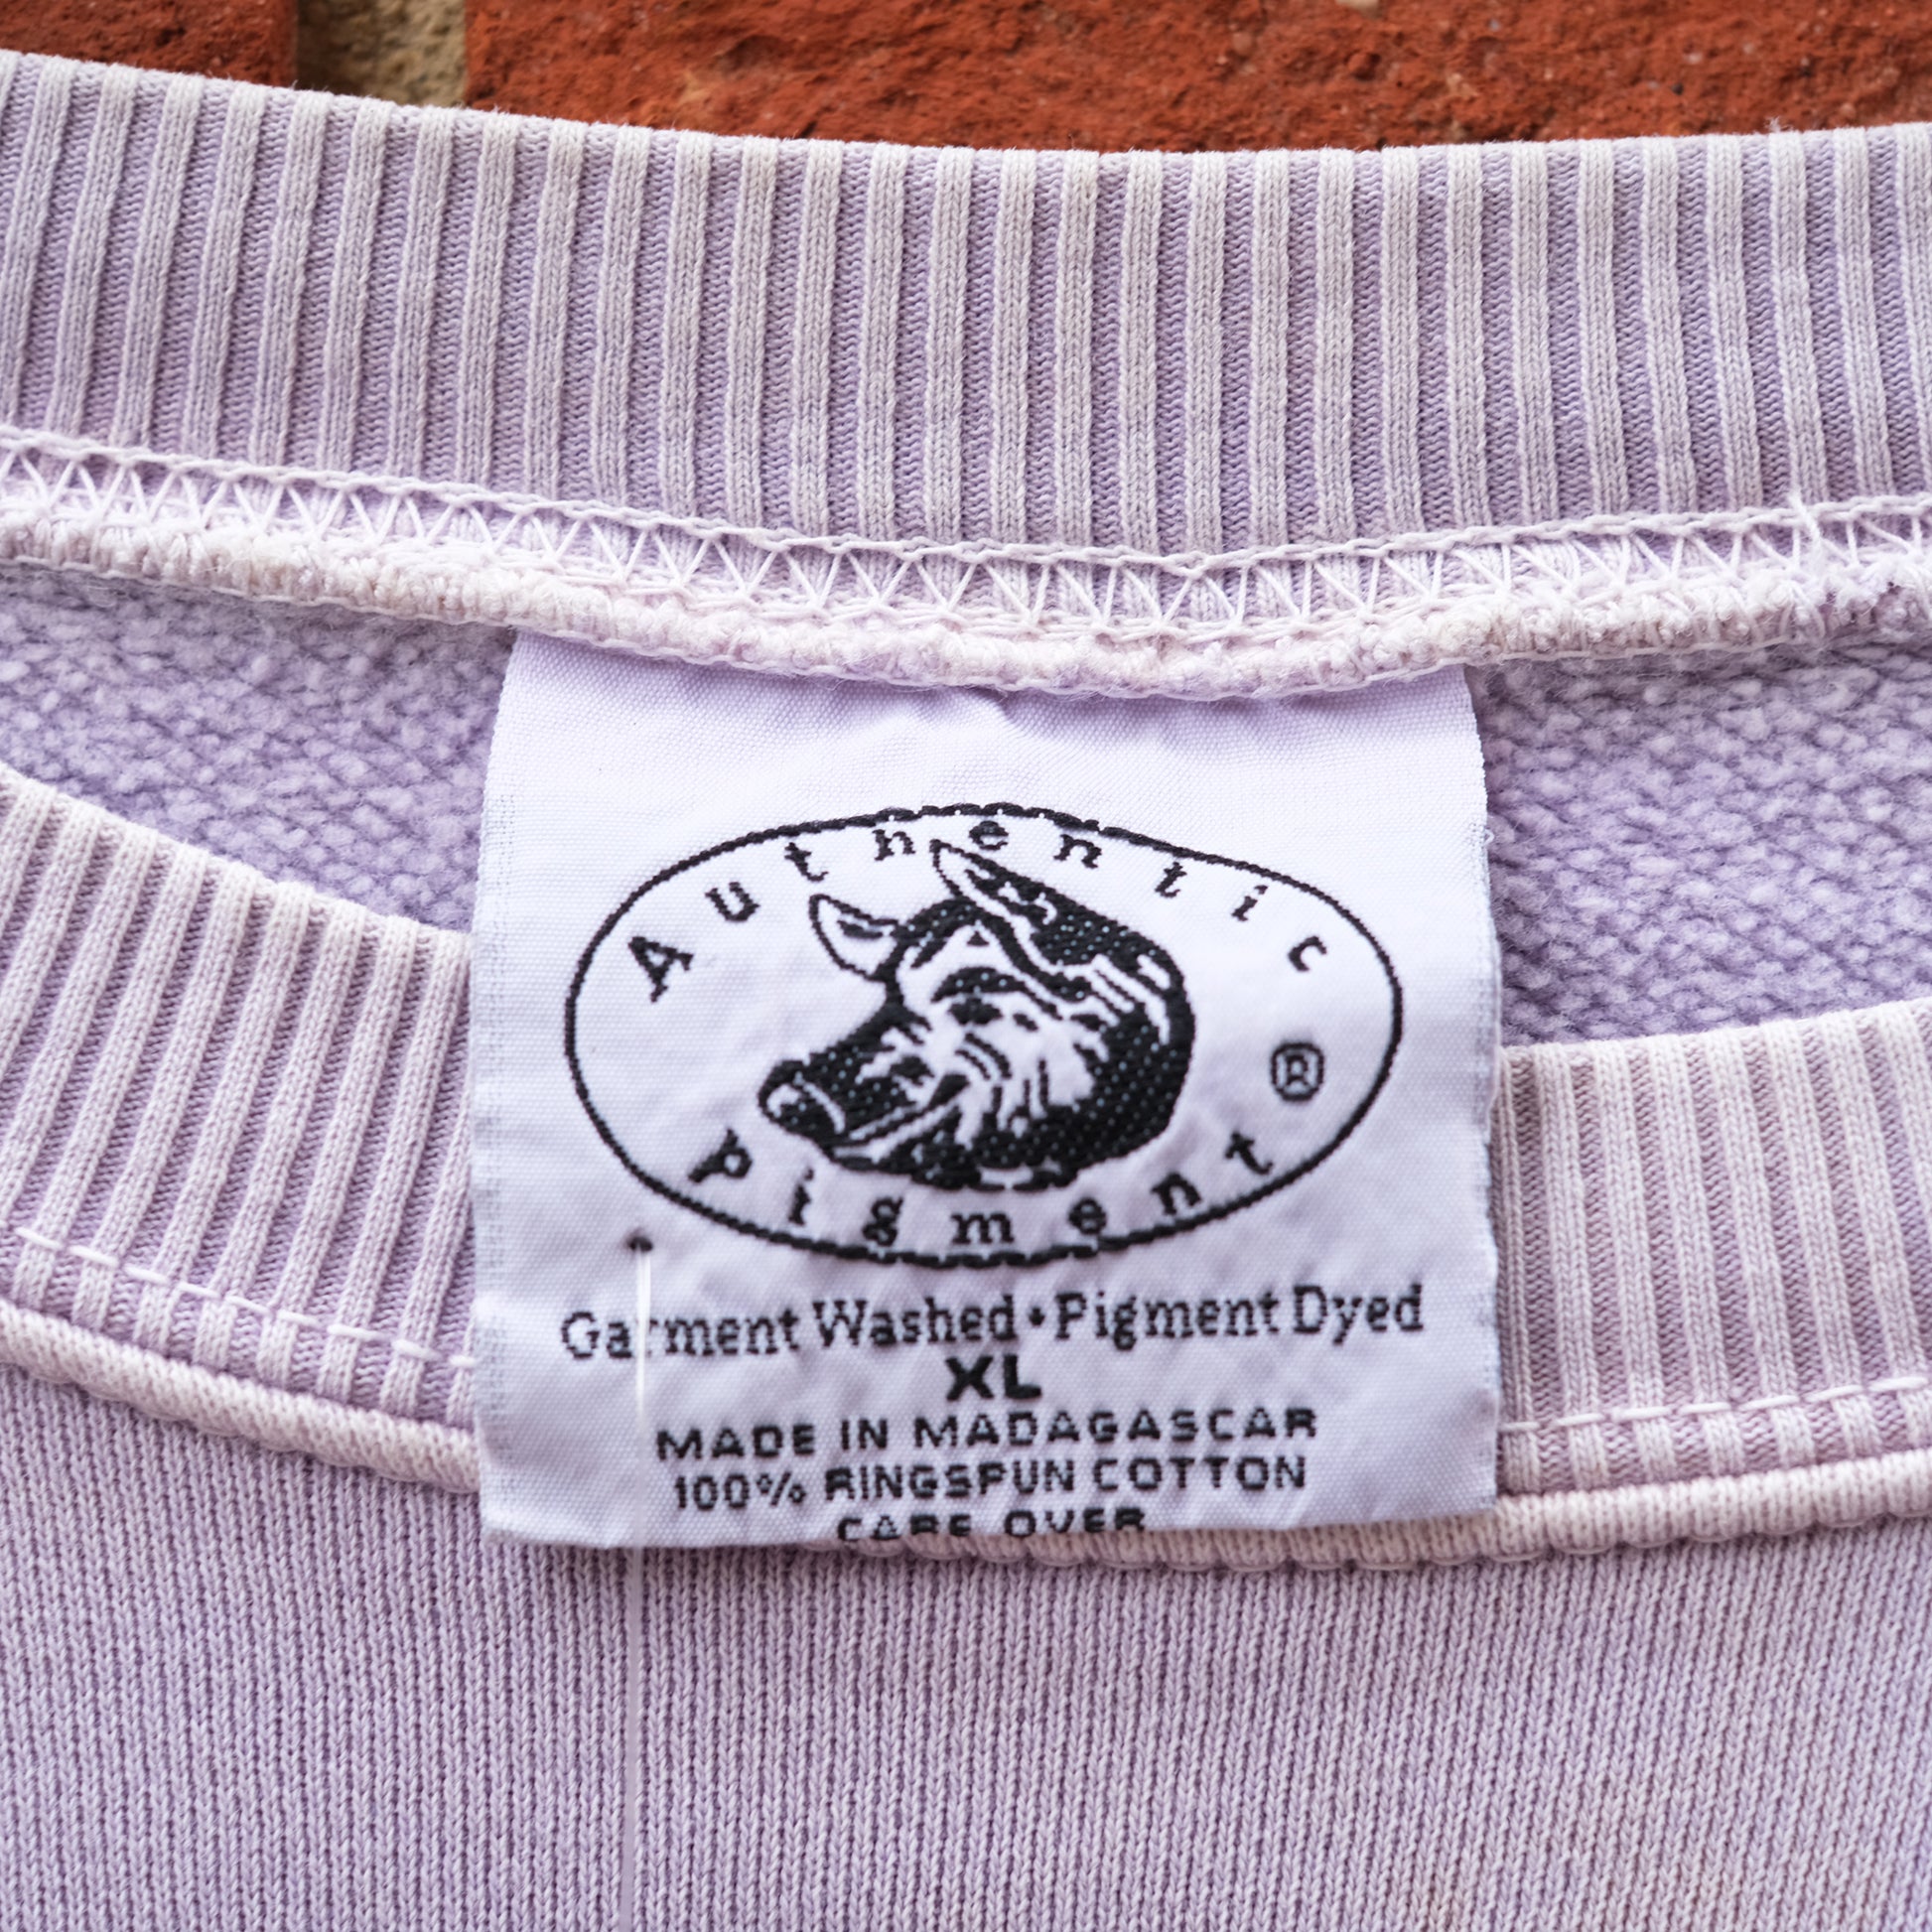 Authentic
Pigment
®
Garment Washed • Pigment Dyed
XL
MADE IN MADAGASCAR
100% RINGSPUN COTTON
CARE OVER